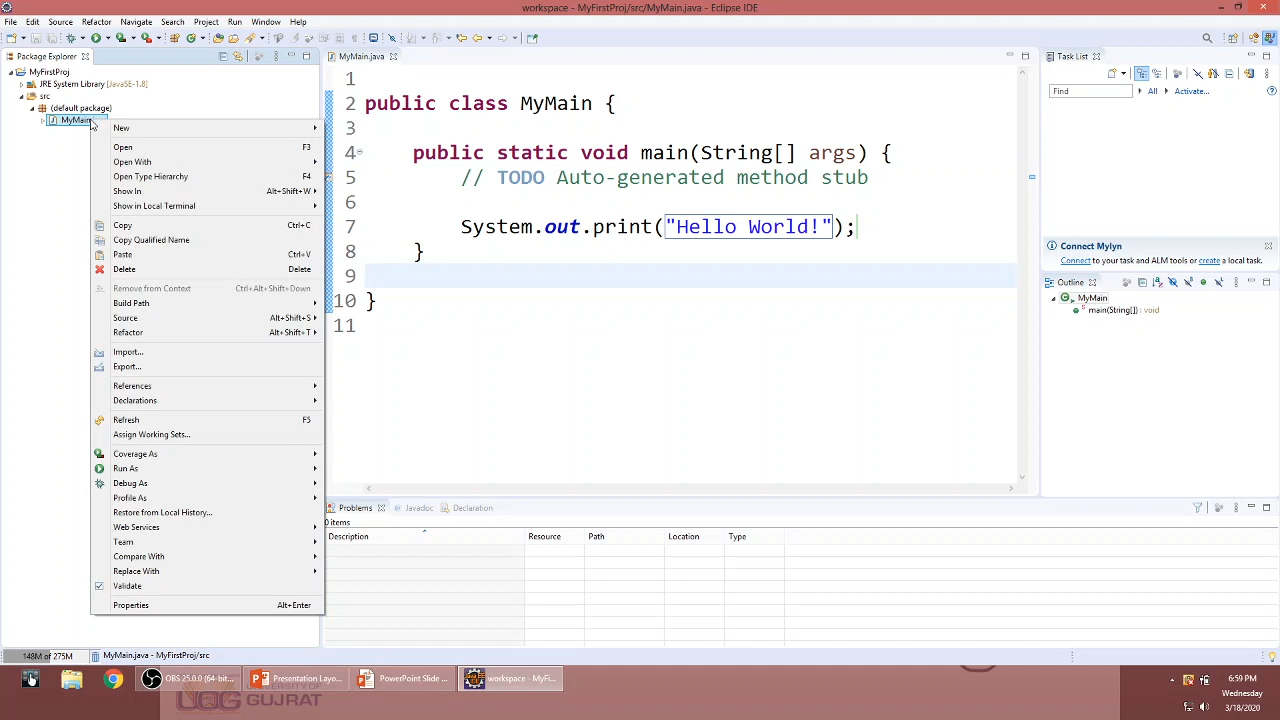 workspace - MyFirstProj/src/MyMain.java - Eclipse IDE
File Edit Source Refactor Navigate Search Project Run Window Help
Package Explorer
MyFirstProj
JRE System Library [JavaSE-1.8]
src
(default package)
MyMain
New
Open F3
Open With
Open Type Hierarchy F4
Show In Alt+Shift+W
Show in Local Terminal
Copy Ctrl+C
Copy Qualified Name
Paste Ctrl+V
Delete Delete
Remove from Context Ctrl+Alt+Shift+Down
Build Path
Source Alt+Shift+S
Refactor Alt+Shift+T
Import...
Export...
References
Declarations
Refresh F5
Assign Working Sets...
Coverage As
Run As
Debug As
Profile As
Restore from Local History...
Web Services
Team
Compare With
Replace With
Validate
Properties Alt+Enter
MyMain.java
1
2 public class MyMain {
3
4 public static void main(String[] args) {
5 // TODO Auto-generated method stub
6
7 System.out.print("Hello World!");
8 }
9
10 }
11
Task List
Find All Activate...
Connect Mylyn
Connect to your task and ALM tools or create a local task.
Outline
MyMain
main(String[]) : void
Problems Javadoc Declaration
0 items
Description Resource Path Location Type
148M of 275M MyMain.java - MyFirstProj/src
OBS 25.0.0 (64-bit... Presentation Layo... PowerPoint Slide ... workspace - MyFi...
6:59 PM
Wednesday
3/18/2020
UNIVERSITY OF
GUJRAT